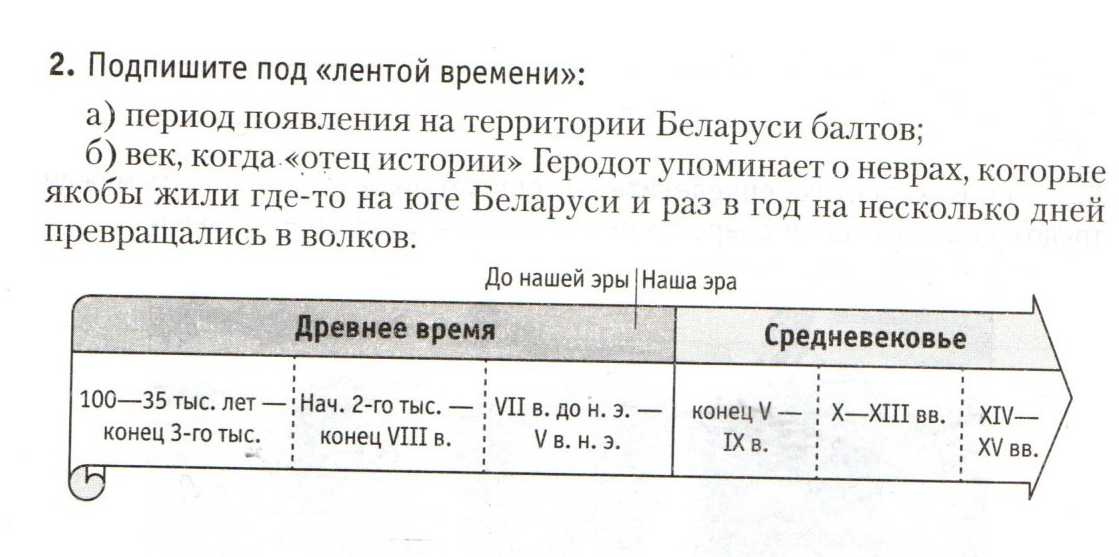 2. Подпишите под «лентой времени»:
а) период появления на территории Беларуси балтов;
б) век, когда «отец истории» Геродот упоминает о неврах, которые
якобы жили где-то на юге Беларуси и раз в год на несколько дней
превращались в волков.
До нашей эры | Наша эра
Древнее время
Средневековье
100—35 тыс. лет —
конец 3-го тыс.
Нач. 2-го тыс. —
конец VIII в.
VII в. до н. э. —
V в. н. э.
конец V —
IX в.
X—XIII вв.
XIV—
XV вв.